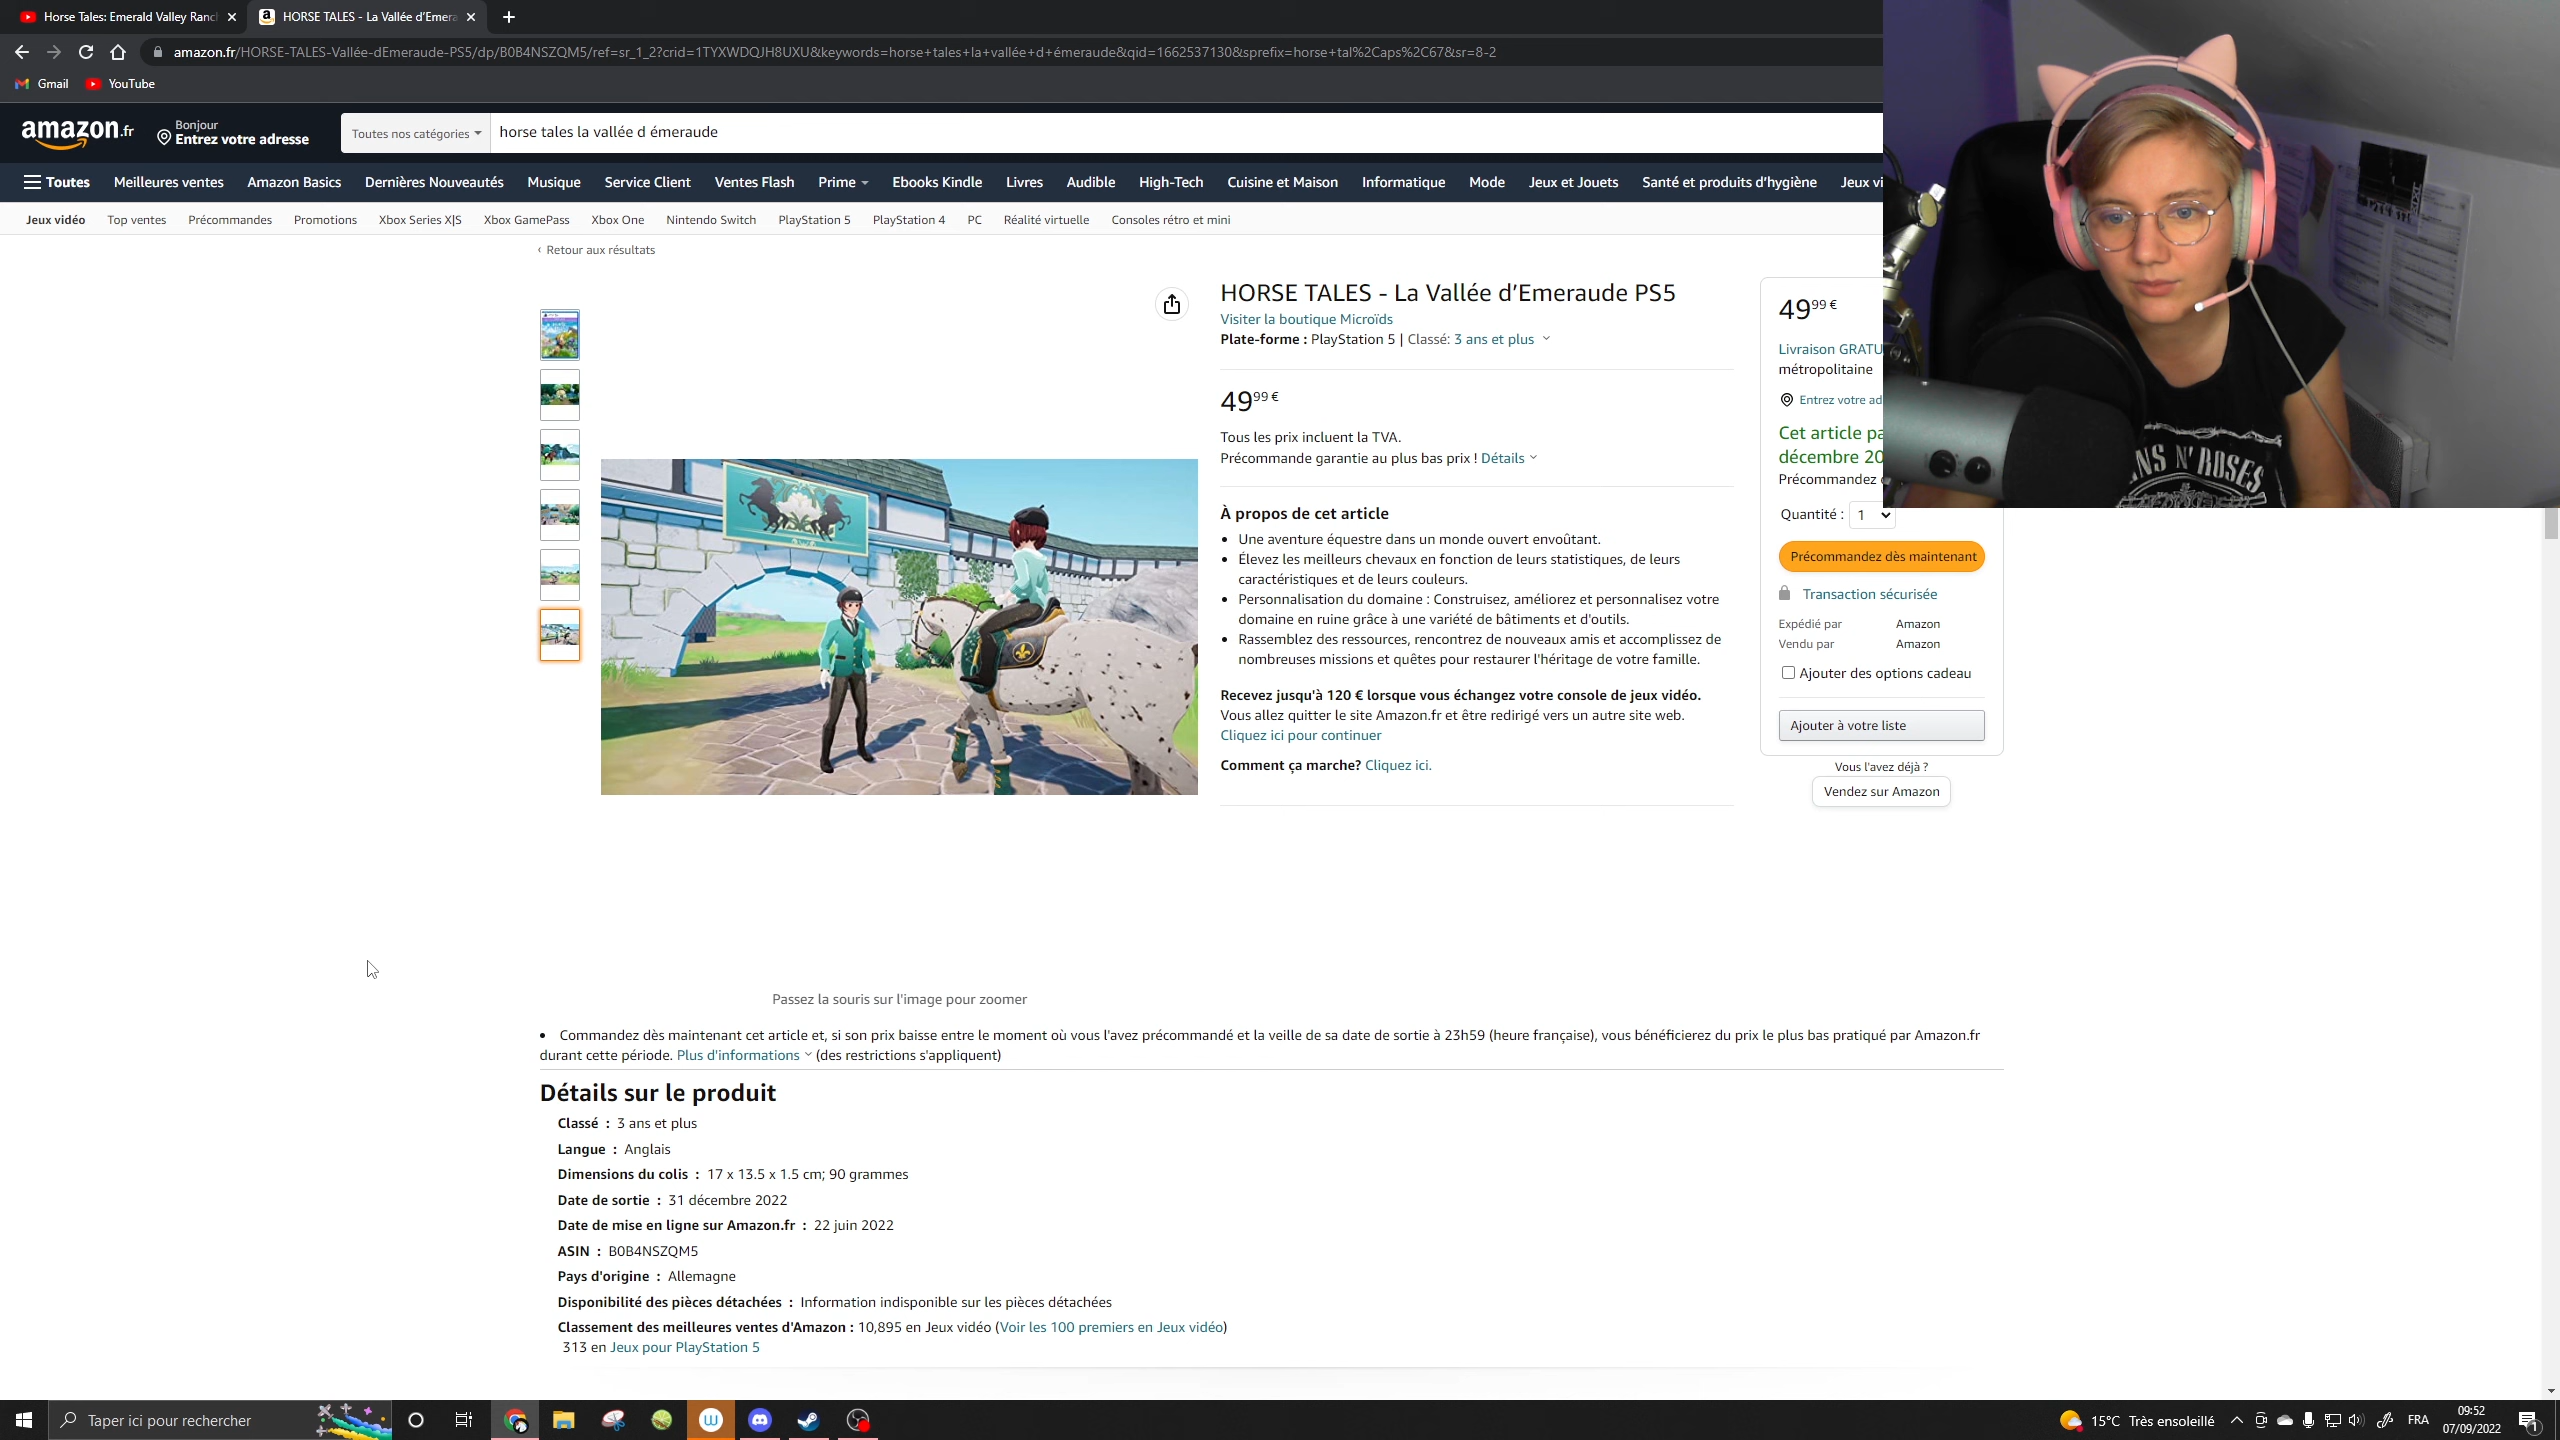 Horse Tales: Emerald Valley Ranch
HORSE TALES - La Vallée d'Emera
amazon.fr/HORSE-TALES-Vallée-dEmeraude-PS5/dp/B0B4NSZQM5/ref=sr_1_2?crid=1TYXWDQJH8UXU&keywords=horse+tales+la+vallée+d+émeraude&qid=1662537130&sprefix=horse+tal%2Caps%2C67&sr=8-2
Gmail YouTube
amazon.fr
Bonjour
Entrez votre adresse
Toutes nos catégories
horse tales la vallée d émeraude
Toutes Meilleures ventes Amazon Basics Dernières Nouveautés Musique Service Client Ventes Flash Prime Ebooks Kindle Livres Audible High-Tech Cuisine et Maison Informatique Mode Jeux et Jouets Santé et produits d'hygiène Jeux vi
Jeux vidéo Top ventes Précommandes Promotions Xbox Series X|S Xbox GamePass Xbox One Nintendo Switch PlayStation 5 PlayStation 4 PC Réalité virtuelle Consoles rétro et mini
‹ Retour aux résultats
HORSE TALES - La Vallée d'Emeraude PS5
Visiter la boutique Microïds
Plate-forme : PlayStation 5 | Classé: 3 ans et plus
49,99 €
Tous les prix incluent la TVA.
Précommande garantie au plus bas prix ! Détails
À propos de cet article
• Une aventure équestre dans un monde ouvert envoûtant.
• Élevez les meilleurs chevaux en fonction de leurs statistiques, de leurs
caractéristiques et de leurs couleurs.
• Personnalisation du domaine : Construisez, améliorez et personnalisez votre
domaine en ruine grâce à une variété de bâtiments et d'outils.
• Rassemblez des ressources, rencontrez de nouveaux amis et accomplissez de
nombreuses missions et quêtes pour restaurer l'héritage de votre famille.
Recevez jusqu'à 120 € lorsque vous échangez votre console de jeux vidéo.
Vous allez quitter le site Amazon.fr et être redirigé vers un autre site web.
Cliquez ici pour continuer
Comment ça marche? Cliquez ici.
49 99 €
Livraison GRATU
métropolitaine
Entrez votre ad
Cet article pa
décembre 20
Précommandez
NS N' ROSES
Quantité : 1
Précommandez dès maintenant
Transaction sécurisée
Expédié par Amazon
Vendu par Amazon
Ajouter des options cadeau
Ajouter à votre liste
Vous l'avez déjà ?
Vendez sur Amazon
Passez la souris sur l'image pour zoomer
• Commandez dès maintenant cet article et, si son prix baisse entre le moment où vous l'avez précommandé et la veille de sa date de sortie à 23h59 (heure française), vous bénéficierez du prix le plus bas pratiqué par Amazon.fr
durant cette période. Plus d'informations (des restrictions s'appliquent)
Détails sur le produit
Classé : 3 ans et plus
Langue : Anglais
Dimensions du colis : 17 x 13.5 x 1.5 cm; 90 grammes
Date de sortie : 31 décembre 2022
Date de mise en ligne sur Amazon.fr : 22 juin 2022
ASIN : B0B4NSZQM5
Pays d'origine : Allemagne
Disponibilité des pièces détachées : Information indisponible sur les pièces détachées
Classement des meilleures ventes d'Amazon : 10,895 en Jeux vidéo (Voir les 100 premiers en Jeux vidéo)
313 en Jeux pour PlayStation 5
Taper ici pour rechercher
15°C Très ensoleillé
FRA
09:52
07/09/2022